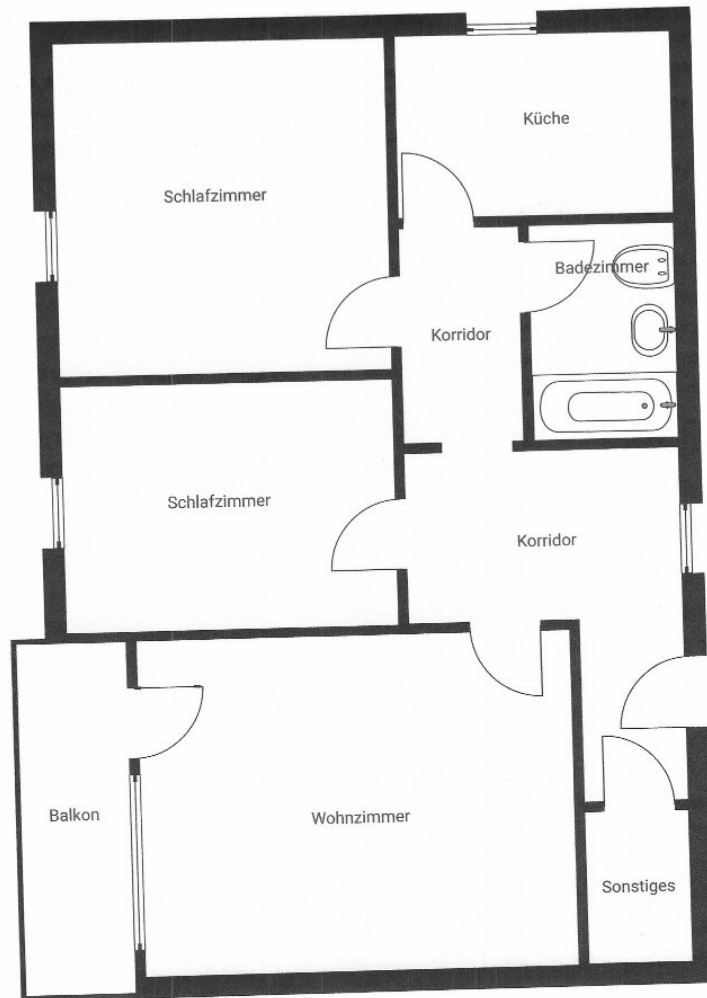 Küche
Schlafzimmer
Badezimmer
Korridor
Schlafzimmer
Korridor
Balkon
Wohnzimmer
Sonstiges